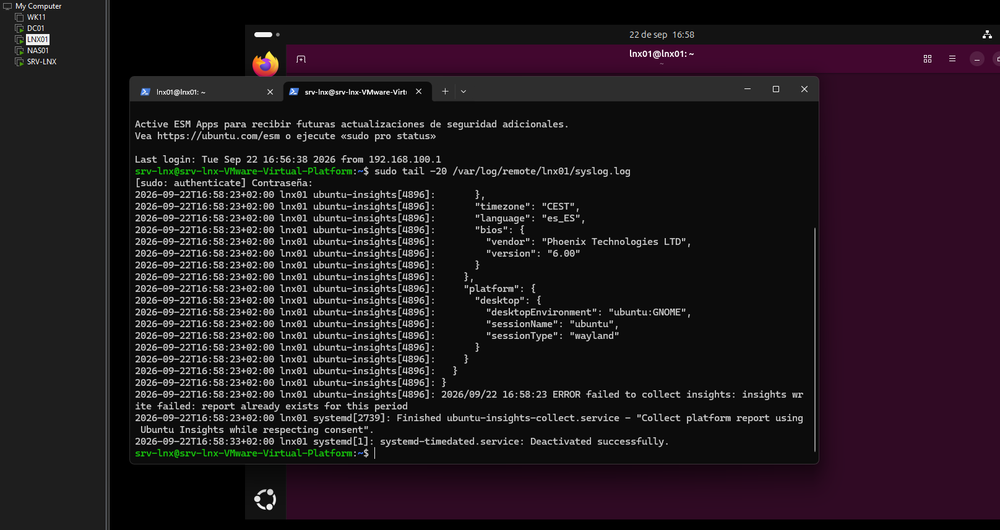 My Computer
WK11
DC01
LNX01
NAS01
SRV-LNX
22 de sep 16:58
lnx01@lnx01: ~
~
lnx01@lnx01: ~
srv-lnx@srv-lnx-VMware-Virt
Active ESM Apps para recibir futuras actualizaciones de seguridad adicionales.
Vea https://ubuntu.com/esm o ejecute «sudo pro status»
Last login: Tue Sep 22 16:56:38 2026 from 192.168.100.1
srv-lnx@srv-lnx-VMware-Virtual-Platform:~$ sudo tail -20 /var/log/remote/lnx01/syslog.log
[sudo: authenticate] Contraseña:
2026-09-22T16:58:23+02:00 lnx01 ubuntu-insights[4896]:       },
2026-09-22T16:58:23+02:00 lnx01 ubuntu-insights[4896]:       "timezone": "CEST",
2026-09-22T16:58:23+02:00 lnx01 ubuntu-insights[4896]:       "language": "es_ES",
2026-09-22T16:58:23+02:00 lnx01 ubuntu-insights[4896]:       "bios": {
2026-09-22T16:58:23+02:00 lnx01 ubuntu-insights[4896]:         "vendor": "Phoenix Technologies LTD",
2026-09-22T16:58:23+02:00 lnx01 ubuntu-insights[4896]:         "version": "6.00"
2026-09-22T16:58:23+02:00 lnx01 ubuntu-insights[4896]:       }
2026-09-22T16:58:23+02:00 lnx01 ubuntu-insights[4896]:     },
2026-09-22T16:58:23+02:00 lnx01 ubuntu-insights[4896]:     "platform": {
2026-09-22T16:58:23+02:00 lnx01 ubuntu-insights[4896]:       "desktop": {
2026-09-22T16:58:23+02:00 lnx01 ubuntu-insights[4896]:         "desktopEnvironment": "ubuntu:GNOME",
2026-09-22T16:58:23+02:00 lnx01 ubuntu-insights[4896]:         "sessionName": "ubuntu",
2026-09-22T16:58:23+02:00 lnx01 ubuntu-insights[4896]:         "sessionType": "wayland"
2026-09-22T16:58:23+02:00 lnx01 ubuntu-insights[4896]:       }
2026-09-22T16:58:23+02:00 lnx01 ubuntu-insights[4896]:     }
2026-09-22T16:58:23+02:00 lnx01 ubuntu-insights[4896]:   }
2026-09-22T16:58:23+02:00 lnx01 ubuntu-insights[4896]: }
2026-09-22T16:58:23+02:00 lnx01 ubuntu-insights[4896]: 2026/09/22 16:58:23 ERROR failed to collect insights: insights wr
ite failed: report already exists for this period
2026-09-22T16:58:23+02:00 lnx01 systemd[2739]: Finished ubuntu-insights-collect.service - "Collect platform report using
 Ubuntu Insights while respecting consent".
2026-09-22T16:58:33+02:00 lnx01 systemd[1]: systemd-timedated.service: Deactivated successfully.
srv-lnx@srv-lnx-VMware-Virtual-Platform:~$